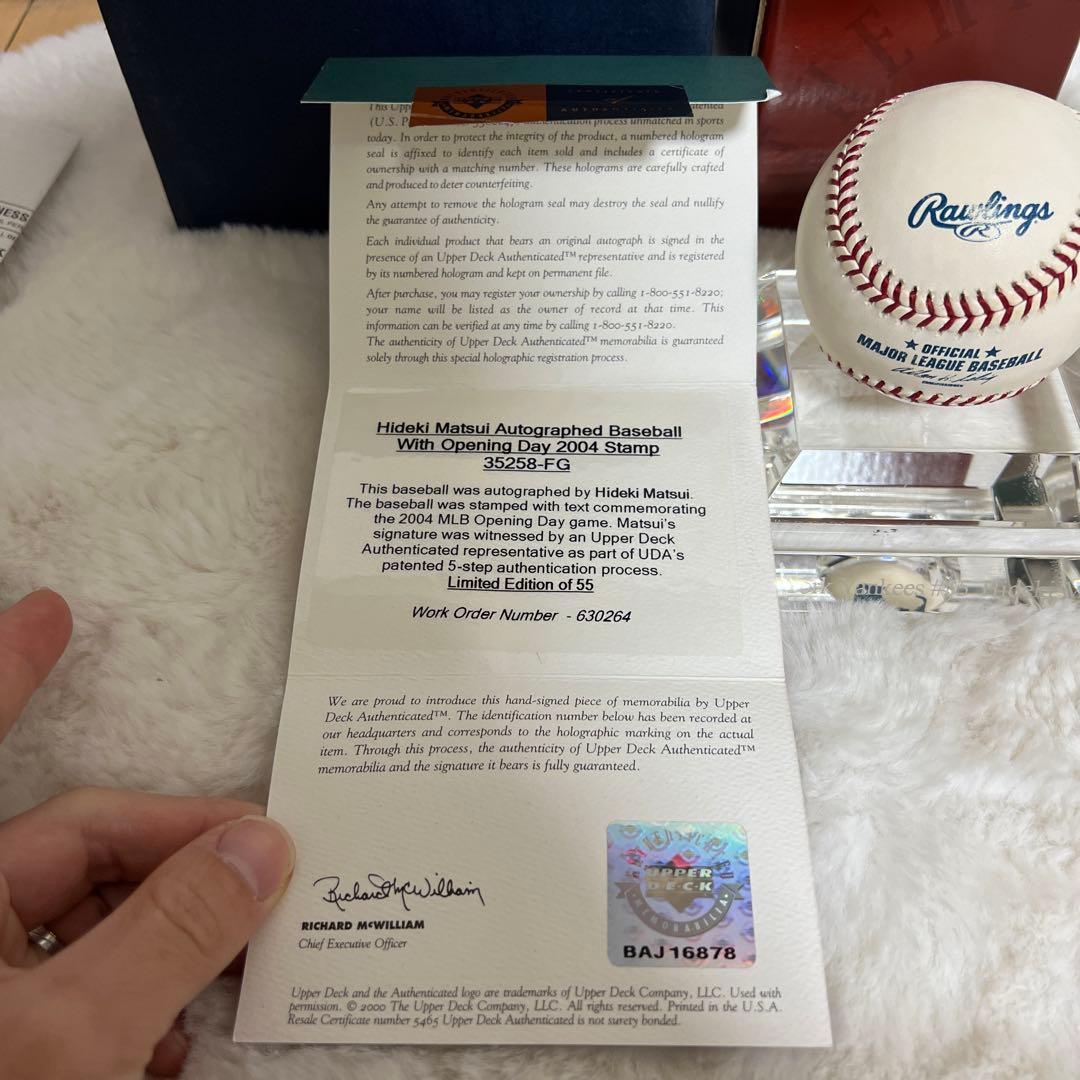 CERTIFICATE
AUTHENTICITY
This Upp
(U.S. P process unmatched in sports
today. In order to protect the integrity of the product, a numbered hologram
seal is affixed to identify each item sold and includes a certificate of
ownership with a matching number. These holograms are carefully crafted
and produced to deter counterfeiting.
Any attempt to remove the hologram seal may destroy the seal and nullify
the guarantee of authenticity.
Each individual product that bears an original autograph is signed in the
presence of an Upper Deck Authenticated™ representative and is registered
by its numbered hologram and kept on permanent file.
After purchase, you may register your ownership by calling 1-800-551-8220;
your name will be listed as the owner of record at that time. This
information can be verified at any time by calling 1-800-551-8220.
The authenticity of Upper Deck Authenticated™ memorabilia is guaranteed
solely through this special holographic registration process.
Hideki Matsui Autographed Baseball
With Opening Day 2004 Stamp
35258-FG
This baseball was autographed by Hideki Matsui.
The baseball was stamped with text commemorating
the 2004 MLB Opening Day game. Matsui's
signature was witnessed by an Upper Deck
Authenticated representative as part of UDA's
patented 5-step authentication process.
Limited Edition of 55
Work Order Number - 630264
We are proud to introduce this hand-signed piece of memorabilia by Upper
Deck Authenticated™. The identification number below has been recorded at
our headquarters and corresponds to the holographic marking on the actual
item. Through this process, the authenticity of Upper Deck Authenticated™
memorabilia and the signature it bears is fully guaranteed.
Richard McWilliam
RICHARD McWILLIAM
Chief Executive Officer
UPPER
DECK
MEMORABILIA
BAJ16878
Upper Deck and the Authenticated logo are trademarks of Upper Deck Company, LLC. Used with
permission. © 2000 The Upper Deck Company, LLC. All rights reserved. Printed in the U.S.A.
Resale Certificate number 5465 Upper Deck Authenticated is not surety bonded.
Rawlings
R
★ OFFICIAL ★
MAJOR LEAGUE BASEBALL
NESS